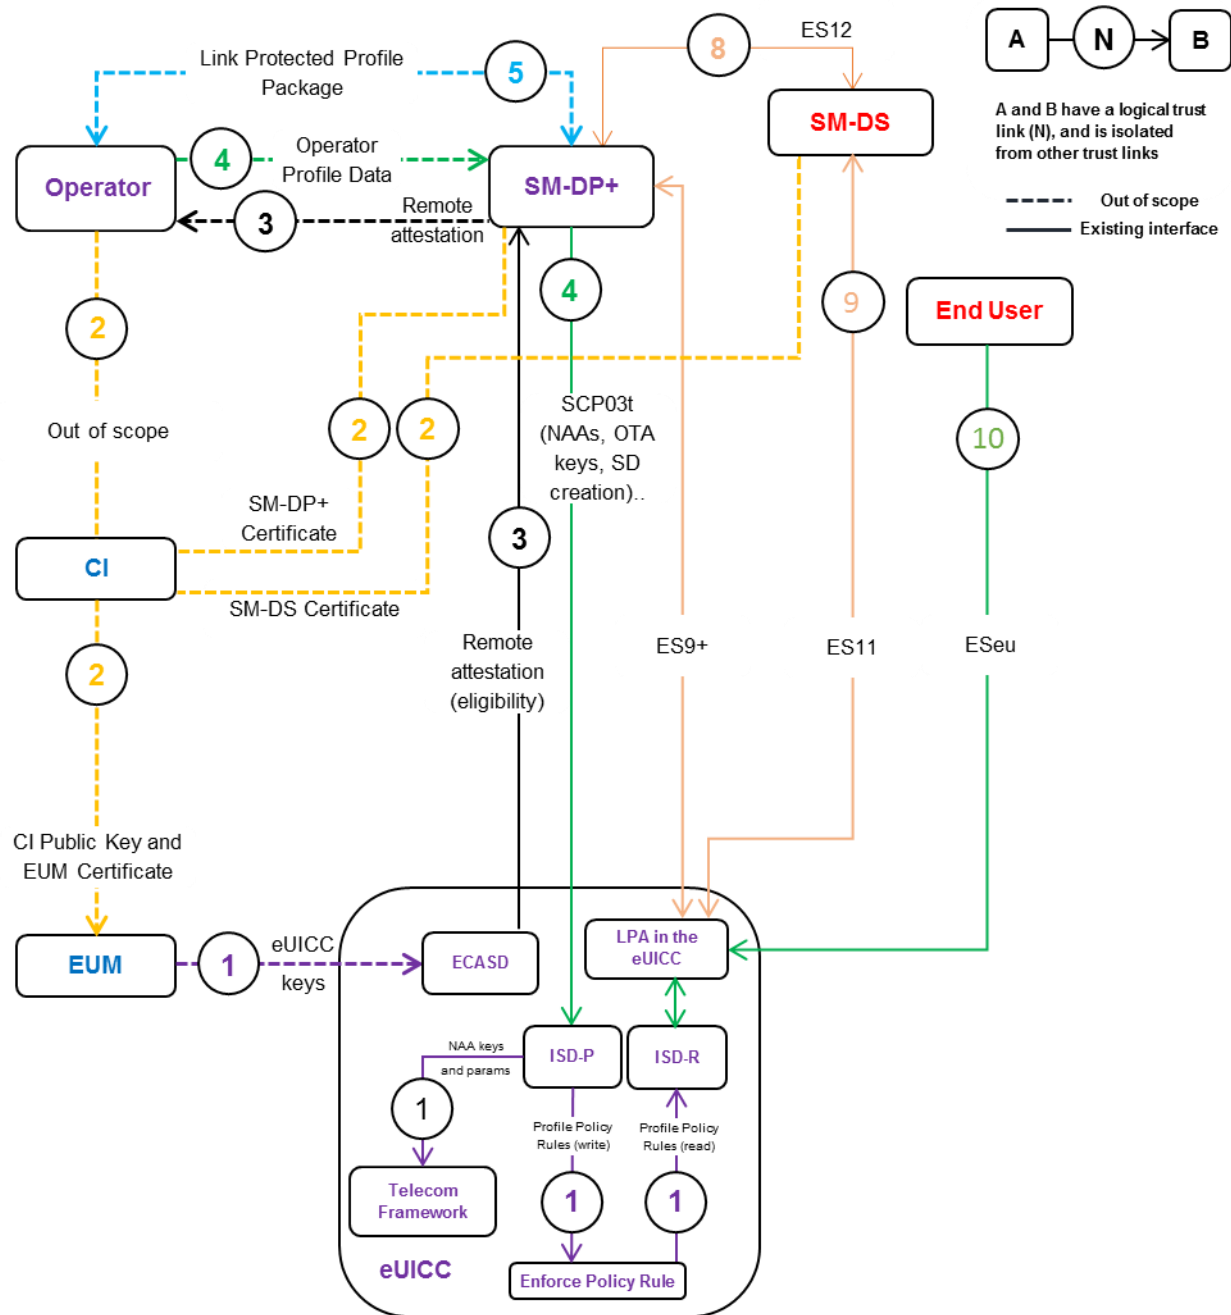 8
ES12
A
N
B
Link Protected Profile
Package
5
SM-DS
A and B have a logical trust
link (N), and is isolated
from other trust links
4
Operator
Profile Data
Operator
SM-DP+
Out of scope
Existing interface
3
Remote
attestation
2
4
9
End User
SCP03t
(NAAs, OTA
keys, SD
creation)..
2
2
10
Out of scope
SM-DP+
Certificate
3
CI
SM-DS Certificate
2
Remote
attestation
(eligibility)
ES9+
ES11
ESeu
CI Public Key and
EUM Certificate
EUM
1
eUICC
keys
ECASD
LPA in the
eUICC
NAA keys
and params
ISD-P
ISD-R
1
Profile Policy
Rules (write)
Profile Policy
Rules (read)
1
1
Telecom
Framework
eUICC
Enforce Policy Rule